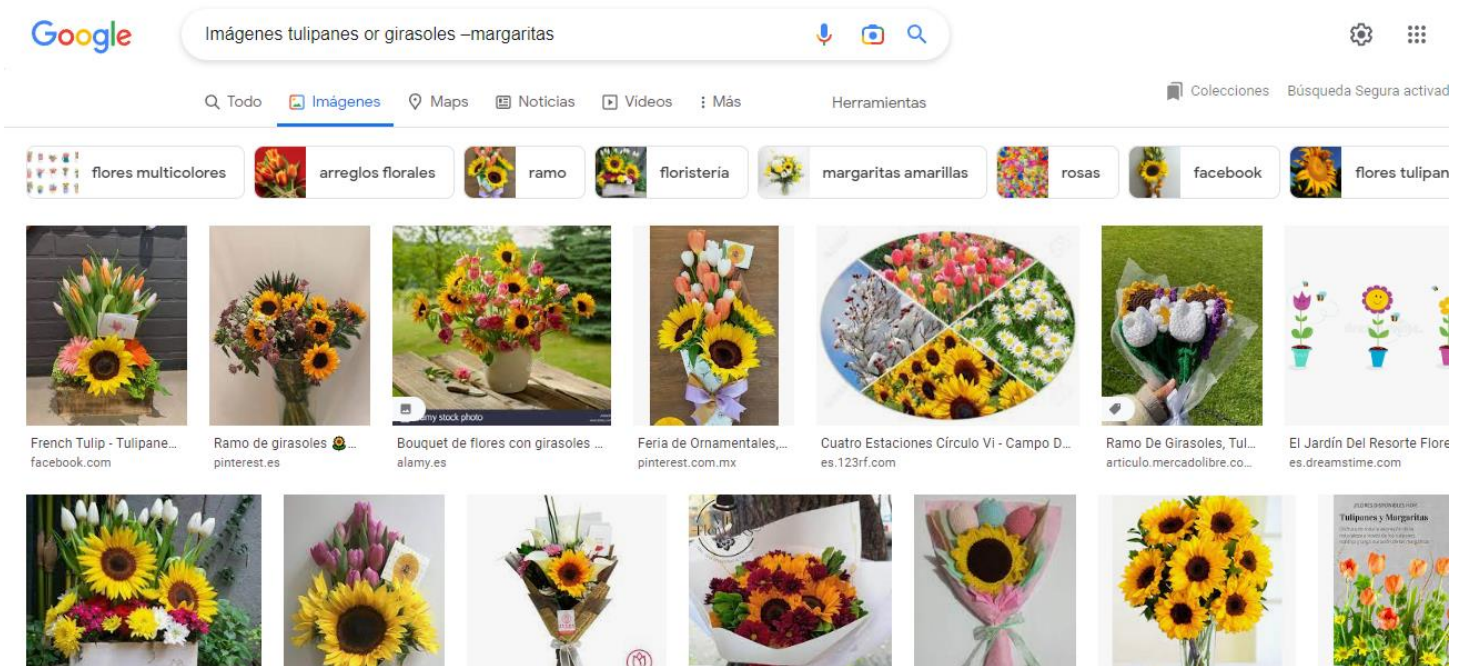 Google
Imágenes tulipanes or girasoles –margaritas
Todo Imágenes Maps Noticias Vídeos Más Herramientas
Colecciones Búsqueda Segura activad
flores multicolores arreglos florales ramo floristería margaritas amarillas rosas facebook flores tulipan
amy stock photo
French Tulip - Tulipane... Ramo de girasoles 🌻... Bouquet de flores con girasoles ... Feria de Ornamentales,... Cuatro Estaciones Círculo Vi - Campo D... Ramo De Girasoles, Tul... El Jardín Del Resorte Flore
facebook.com pinterest.es alamy.es pinterest.com.mx es.123rf.com articulo.mercadolibre.co... es.dreamstime.com
Tulipanes y Margaritas